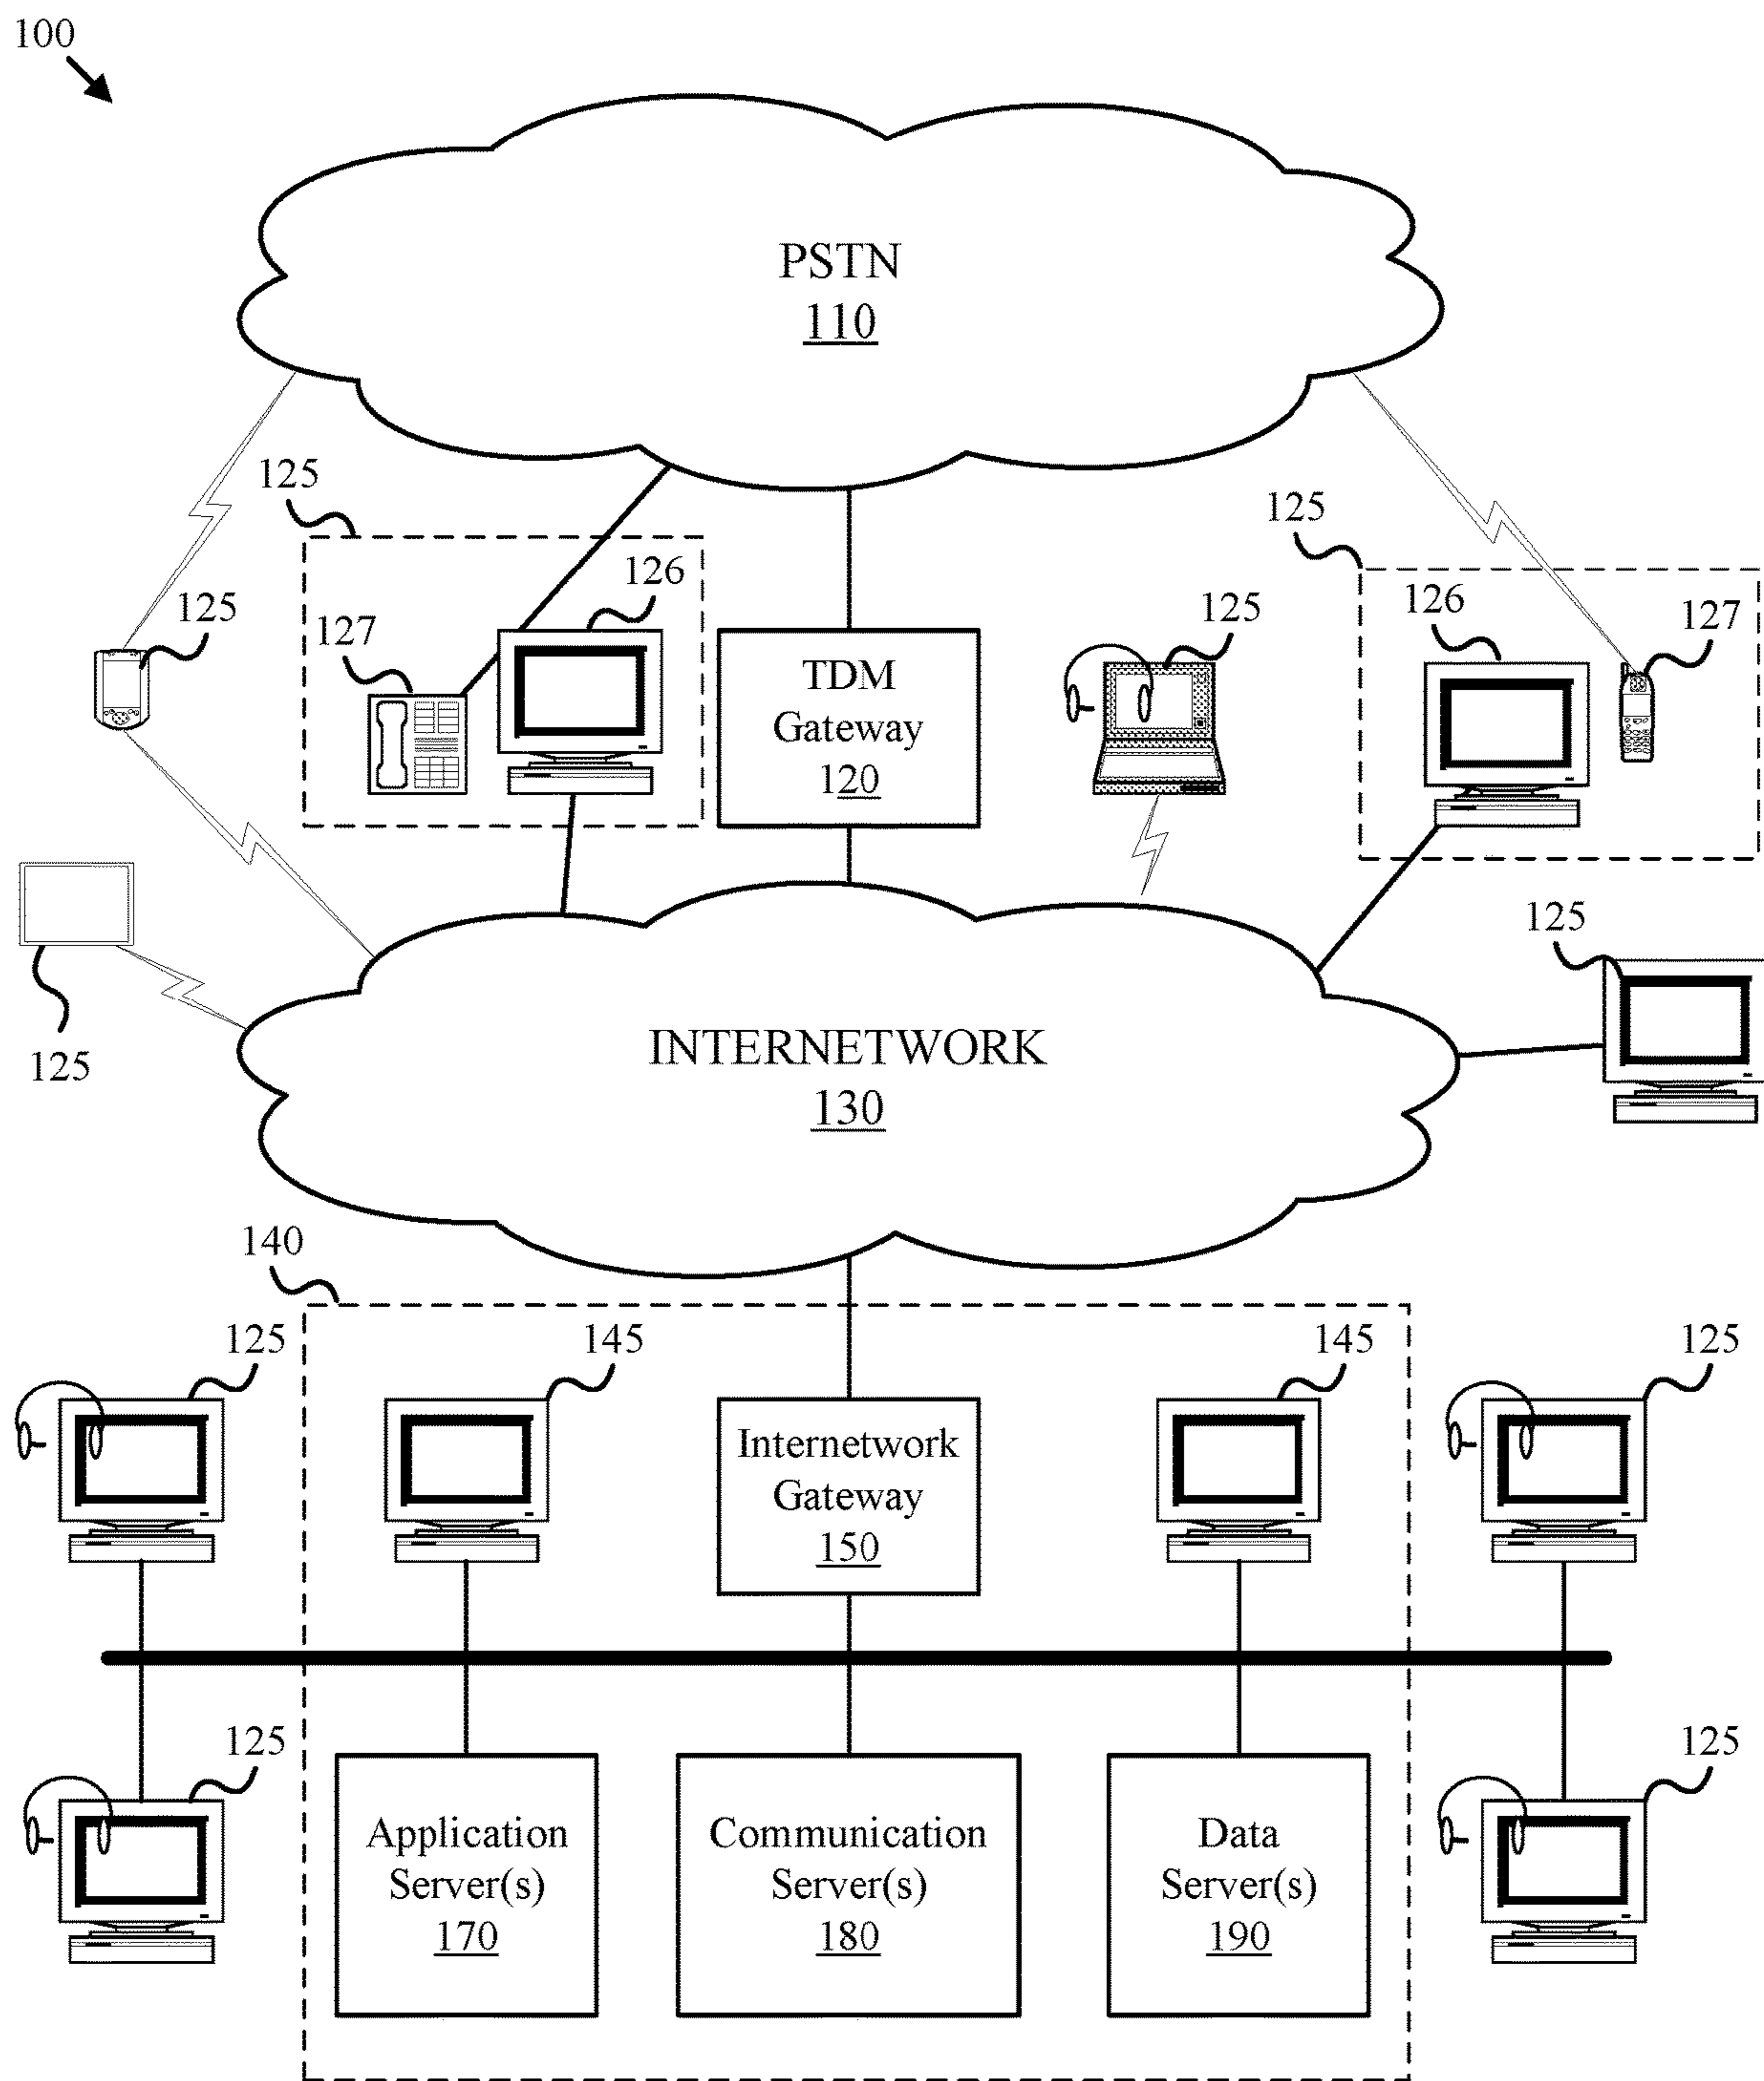 100
PSTN
110
125
125
126
125
127
125
126
127
TDM
Gateway
120
125
125
INTERNETWORK
130
140
125
145
145
125
Internetwork
Gateway
150
125
125
Application
Server(s)
170
Communication
Server(s)
180
Data
Server(s)
190